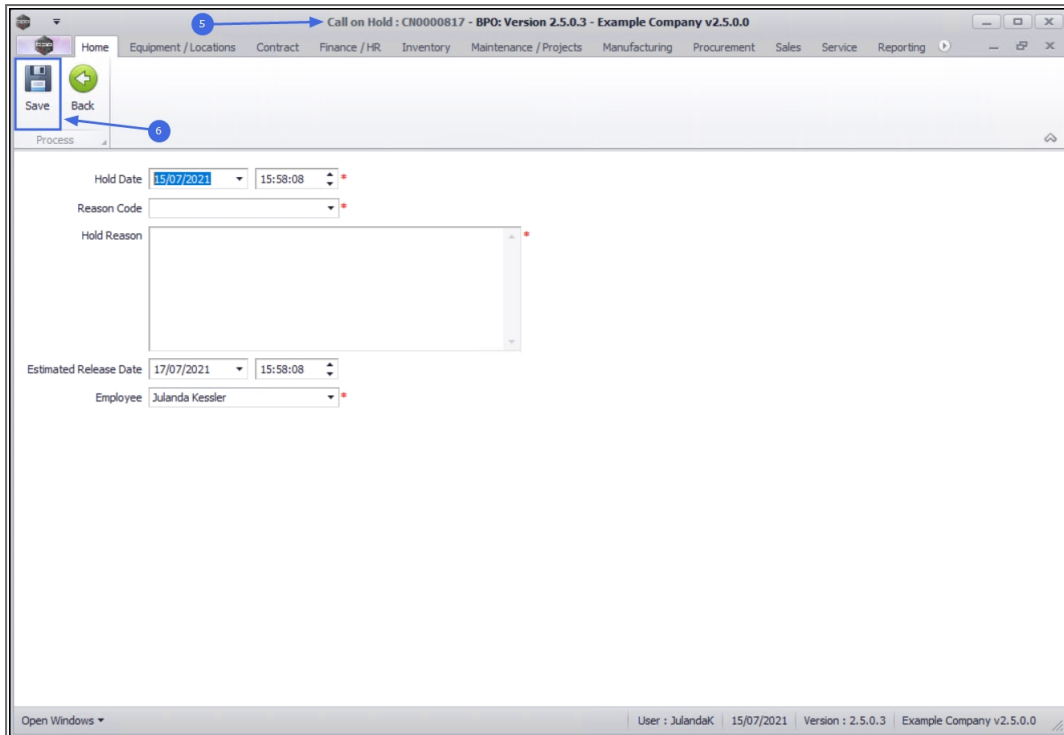 5
Call on Hold : CN0000817 - BPO: Version 2.5.0.3 - Example Company v2.5.0.0
Home Equipment / Locations Contract Finance / HR Inventory Maintenance / Projects Manufacturing Procurement Sales Service Reporting
Save Back
6
Process
Hold Date 15/07/2021 15:58:08 *
Reason Code *
Hold Reason *
Estimated Release Date 17/07/2021 15:58:08
Employee Julanda Kessler *
Open Windows User : JulandaK 15/07/2021 Version : 2.5.0.3 Example Company v2.5.0.0